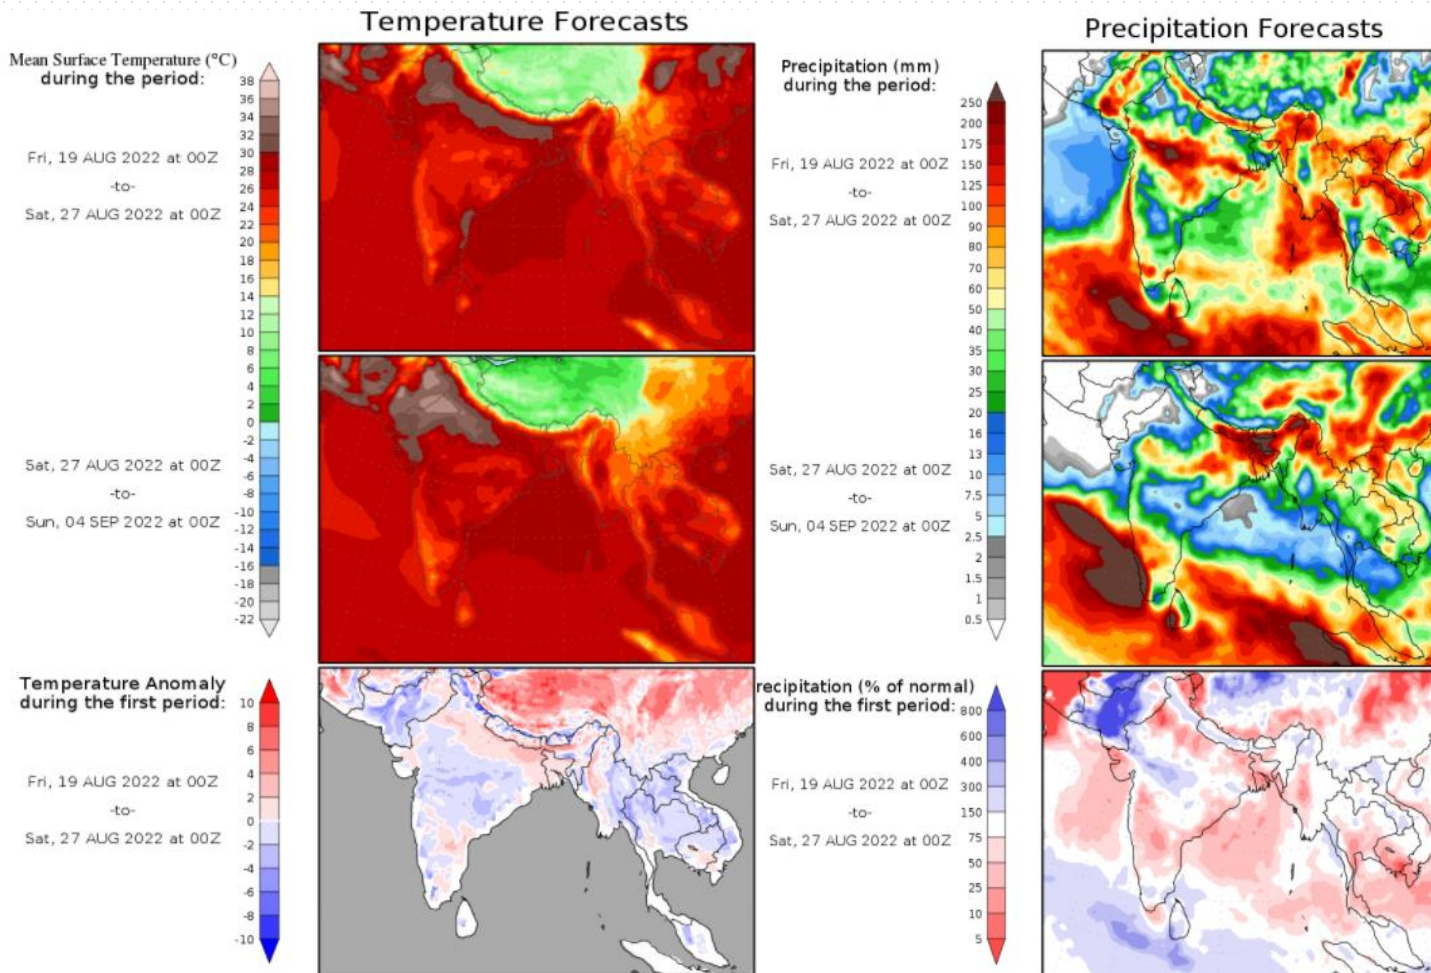 Temperature Forecasts
Mean Surface Temperature (°C)
during the period:
38
36
34
32
30
28
26
24
22
20
18
16
14
12
10
8
6
4
2
0
-2
-4
-6
-8
-10
-12
-14
-16
-18
-20
-22
Fri, 19 AUG 2022 at 00Z
-to-
Sat, 27 AUG 2022 at 00Z
Sat, 27 AUG 2022 at 00Z
-to-
Sun, 04 SEP 2022 at 00Z
Temperature Anomaly
during the first period:
10
8
6
4
2
0
-2
-4
-6
-8
-10
Fri, 19 AUG 2022 at 00Z
-to-
Sat, 27 AUG 2022 at 00Z
Precipitation Forecasts
Precipitation (mm)
during the period:
250
200
175
150
125
100
90
80
70
60
50
40
35
30
25
20
16
13
10
7.5
5
2.5
2
1.5
1
0.5
Fri, 19 AUG 2022 at 00Z
-to-
Sat, 27 AUG 2022 at 00Z
Sat, 27 AUG 2022 at 00Z
-to-
Sun, 04 SEP 2022 at 00Z
recipitation (% of normal)
during the first period:
800
600
400
300
150
75
50
25
10
5
Fri, 19 AUG 2022 at 00Z
-to-
Sat, 27 AUG 2022 at 00Z